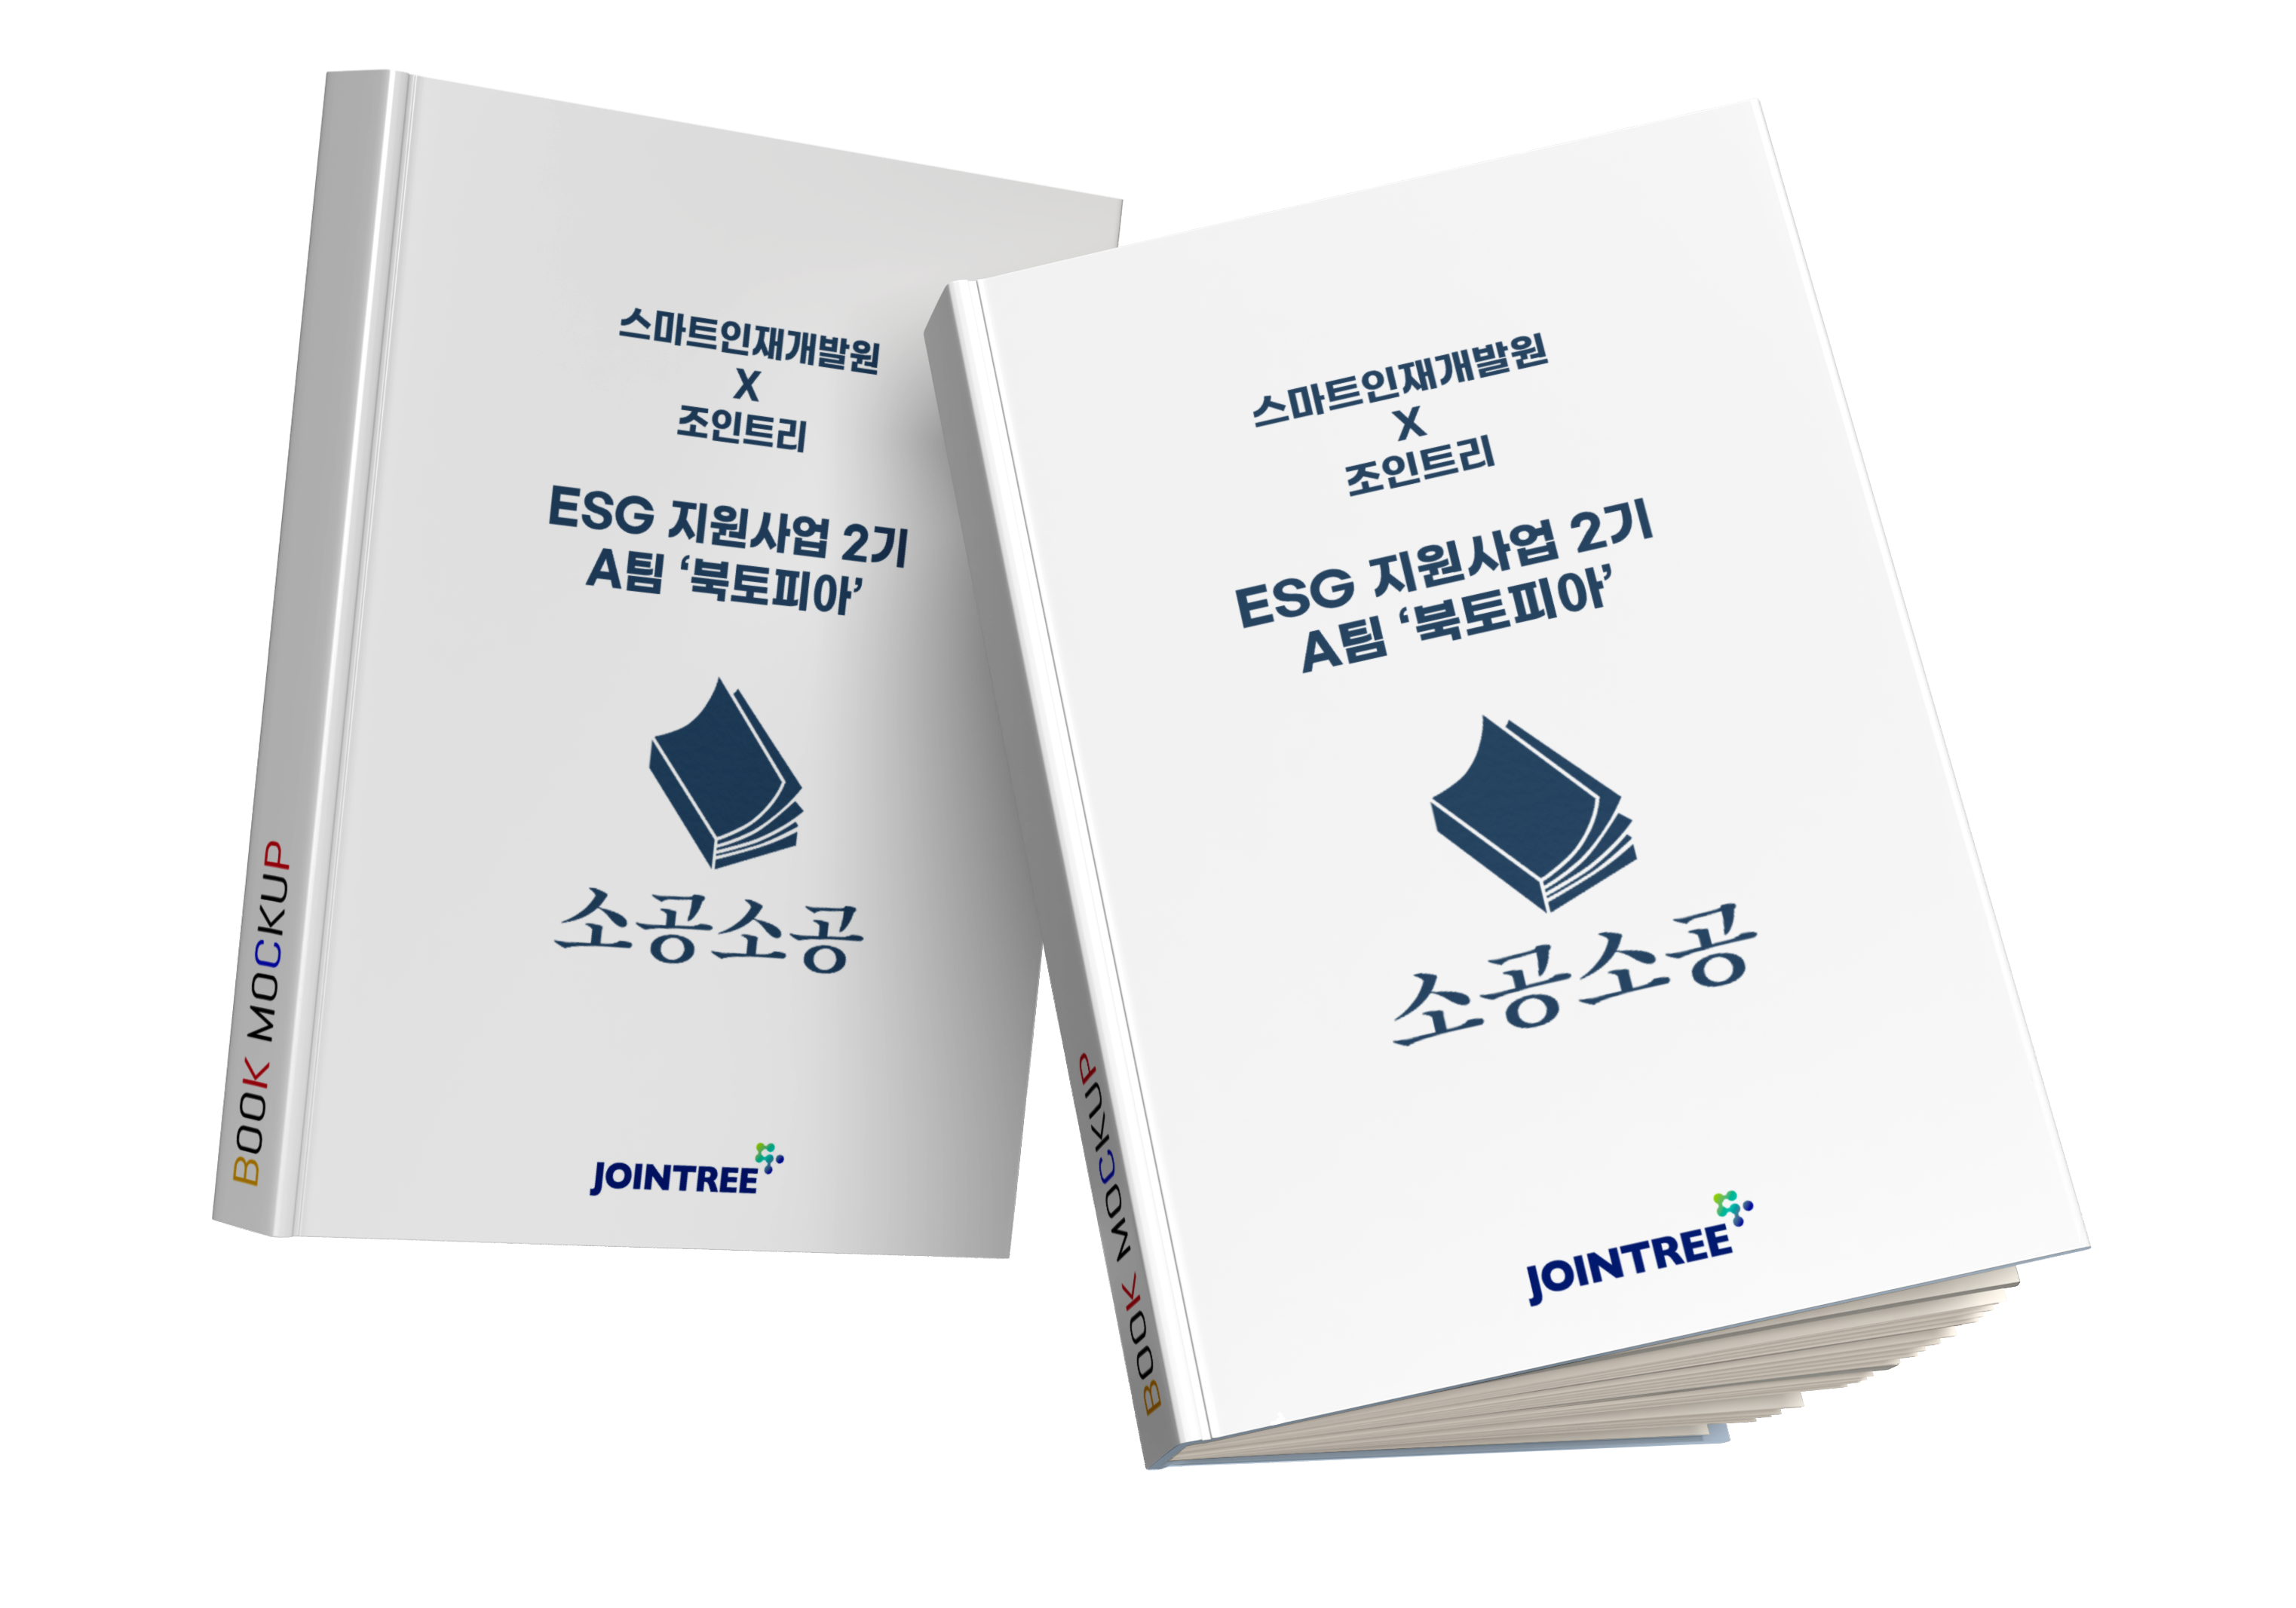 스마트인재개발원
X
조인트리
ESG 지원사업 2기
A팀 ‘북토피아’
소공소공
JOINTREE
BOOK MOCKUP
스마트인재개발원
X
조인트리
ESG 지원사업 2기
A팀 ‘북토피아’
소공소공
JOINTREE
BOOK MOCKUP